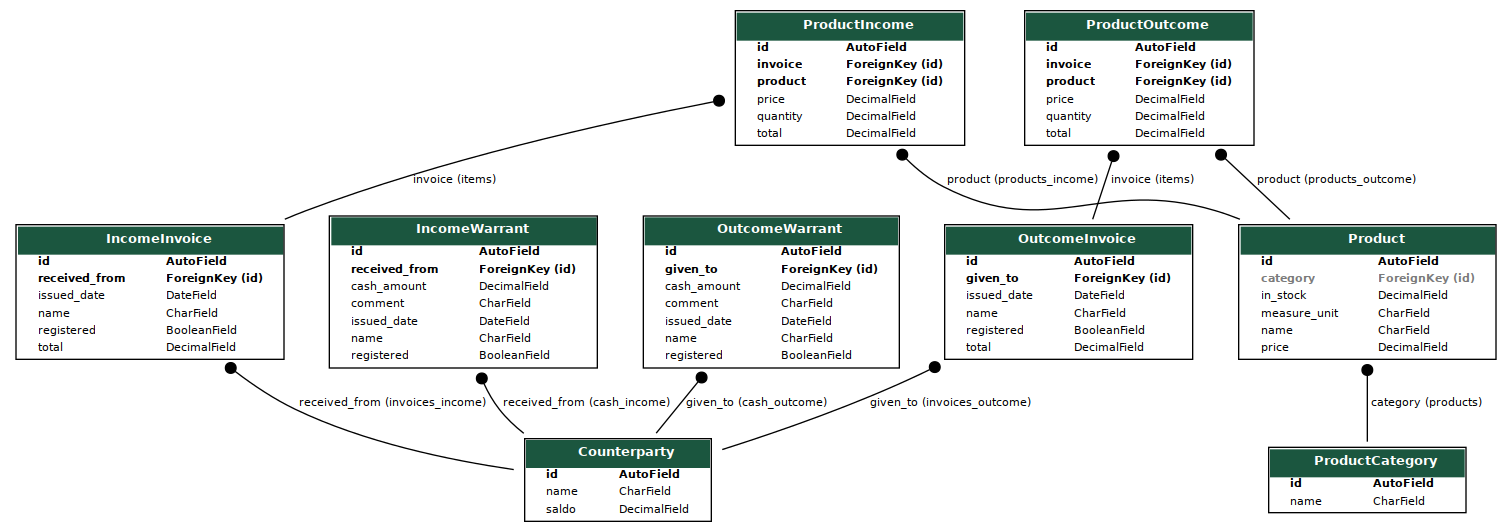 ProductIncome
id AutoField
invoice ForeignKey (id)
product ForeignKey (id)
price DecimalField
quantity DecimalField
total DecimalField
ProductOutcome
id AutoField
invoice ForeignKey (id)
product ForeignKey (id)
price DecimalField
quantity DecimalField
total DecimalField
invoice (items)
product (products_income)
invoice (items)
product (products_outcome)
IncomeInvoice
id AutoField
received_from ForeignKey (id)
issued_date DateField
name CharField
registered BooleanField
total DecimalField
IncomeWarrant
id AutoField
received_from ForeignKey (id)
cash_amount DecimalField
comment CharField
issued_date DateField
name CharField
registered BooleanField
OutcomeWarrant
id AutoField
given_to ForeignKey (id)
cash_amount DecimalField
comment CharField
issued_date DateField
name CharField
registered BooleanField
OutcomeInvoice
id AutoField
given_to ForeignKey (id)
issued_date DateField
name CharField
registered BooleanField
total DecimalField
Product
id AutoField
category ForeignKey (id)
in_stock DecimalField
measure_unit CharField
name CharField
price DecimalField
received_from (invoices_income)
received_from (cash_income)
given_to (cash_outcome)
given_to (invoices_outcome)
category (products)
Counterparty
id AutoField
name CharField
saldo DecimalField
ProductCategory
id AutoField
name CharField